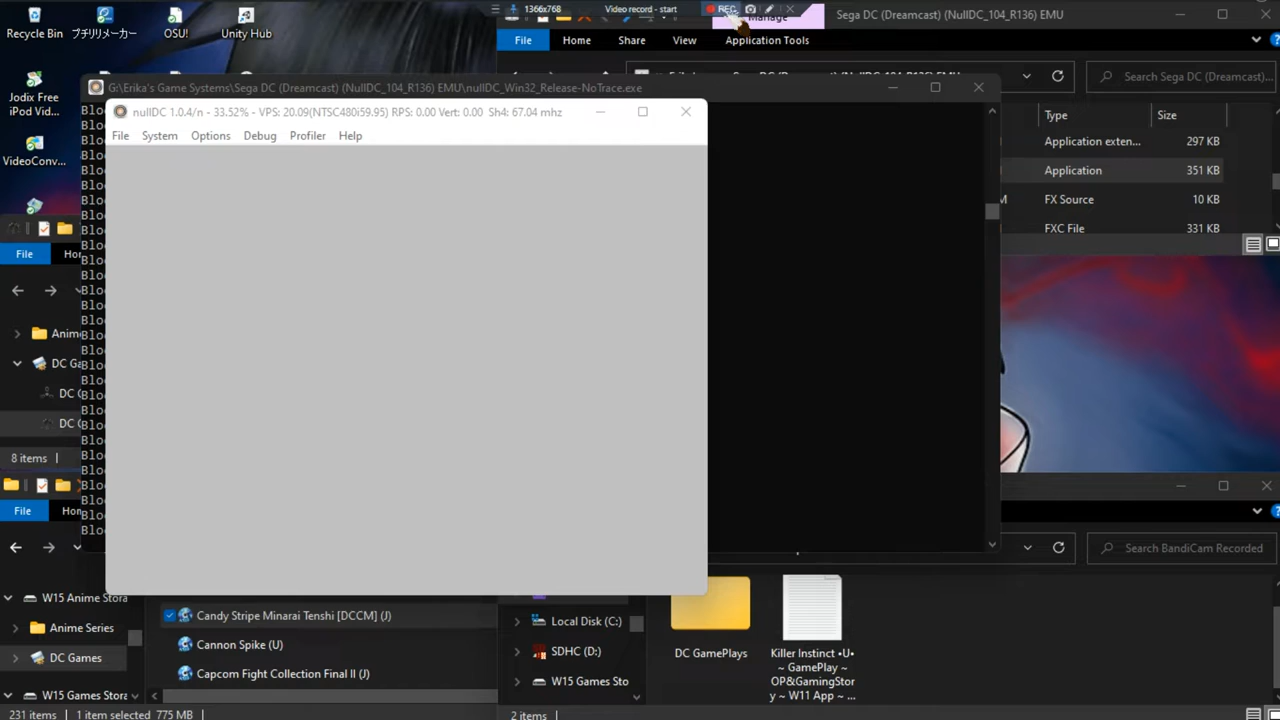 1366x768
Video record - start
REC
Manage
Sega DC (Dreamcast) (NullDC_104_R136) EMU
File
Home
Share
View
Application Tools
Recycle Bin
プチリメーカー
OSU!
Unity Hub
Search Sega DC (Dreamcast)...
G:\Erika's Game Systems\Sega DC (Dreamcast) (NullDC_104_R136) EMU\nullDC_Win32_Release-NoTrace.exe
Jodix Free
iPod Vid...
nullDC 1.0.4/n - 33.52% - VPS: 20.09(NTSC480i59.95) RPS: 0.00 Vert: 0.00 Sh4: 67.04 mhz
File
System
Options
Debug
Profiler
Help
Type
Size
Application exten...
297 KB
Application
351 KB
FX Source
10 KB
FXC File
331 KB
VideoConv...
File
Anime
DC Ga
DC
DC
8 items
File
Search BandiCam Recorded
W15 Anime Stora
Anime Series
DC Games
W15 Games Stora
Candy Stripe Minarai Tenshi [DCCM] (J)
Cannon Spike (U)
Capcom Fight Collection Final II (J)
Local Disk (C:)
SDHC (D:)
W15 Games Sto
DC GamePlays
Killer Instinct •U•
~ GamePlay ~
OP&GamingStor
y ~ W11 App ~ ...
231 items
1 item selected 775 MB
2 items